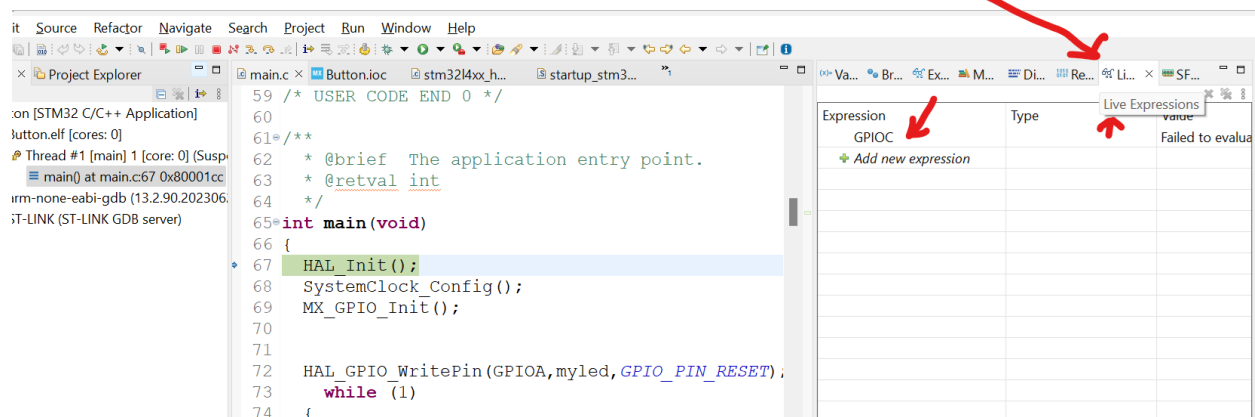 it Source Refactor Navigate Search Project Run Window Help
Project Explorer
main.c Button.ioc stm32l4xx_h... startup_stm3... »1
Va... Br... Ex... M... Di... Re... Li... SF...
ton [STM32 C/C++ Application]
Button.elf [cores: 0]
Thread #1 [main] 1 [core: 0] (Susp
main() at main.c:67 0x80001cc
arm-none-eabi-gdb (13.2.90.202306
ST-LINK (ST-LINK GDB server)
59 /* USER CODE END 0 */
60
61 /**
62 * @brief The application entry point.
63 * @retval int
64 */
65 int main(void)
66 {
67 HAL_Init();
68 SystemClock_Config();
69 MX_GPIO_Init();
70
71
72 HAL_GPIO_WritePin(GPIOA,myled,GPIO_PIN_RESET);
73 while (1)
74 {
Live Expressions
Expression Type Value
GPIOC Failed to evalua
Add new expression